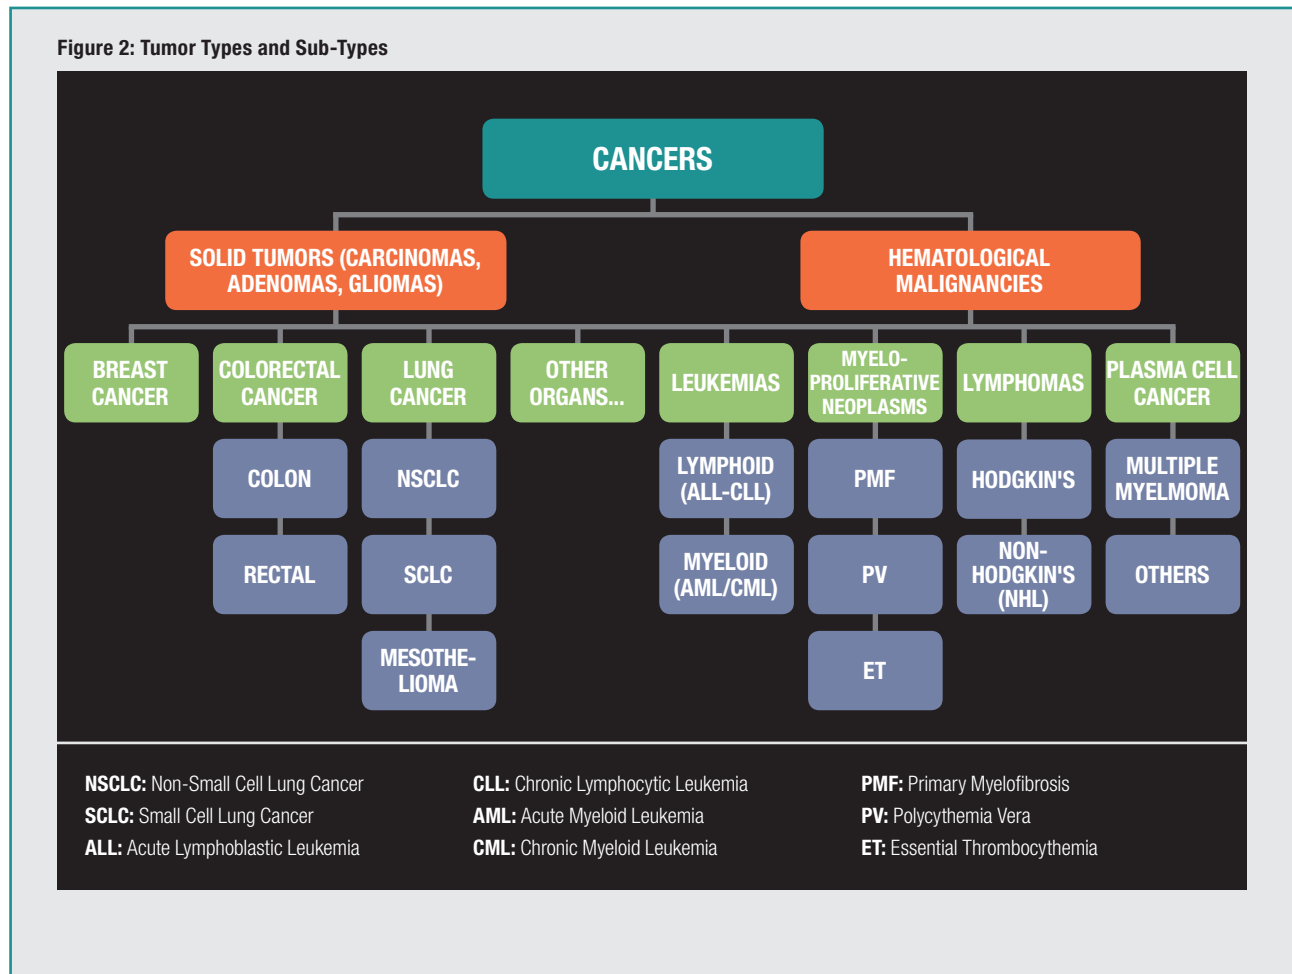 Figure 2: Tumor Types and Sub-Types
CANCERS
SOLID TUMORS (CARCINOMAS,
ADENOMAS, GLIOMAS)
HEMATOLOGICAL
MALIGNANCIES
BREAST
CANCER
COLORECTAL
CANCER
LUNG
CANCER
OTHER
ORGANS...
LEUKEMIAS
MYELO-
PROLIFERATIVE
NEOPLASMS
LYMPHOMAS
PLASMA CELL
CANCER
COLON
NSCLC
LYMPHOID
(ALL-CLL)
PMF
HODGKIN'S
MULTIPLE
MYELMOMA
RECTAL
SCLC
MYELOID
(AML/CML)
PV
NON-
HODGKIN'S
(NHL)
OTHERS
MESOTHE-
LIOMA
ET
NSCLC: Non-Small Cell Lung Cancer
SCLC: Small Cell Lung Cancer
ALL: Acute Lymphoblastic Leukemia
CLL: Chronic Lymphocytic Leukemia
AML: Acute Myeloid Leukemia
CML: Chronic Myeloid Leukemia
PMF: Primary Myelofibrosis
PV: Polycythemia Vera
ET: Essential Thrombocythemia